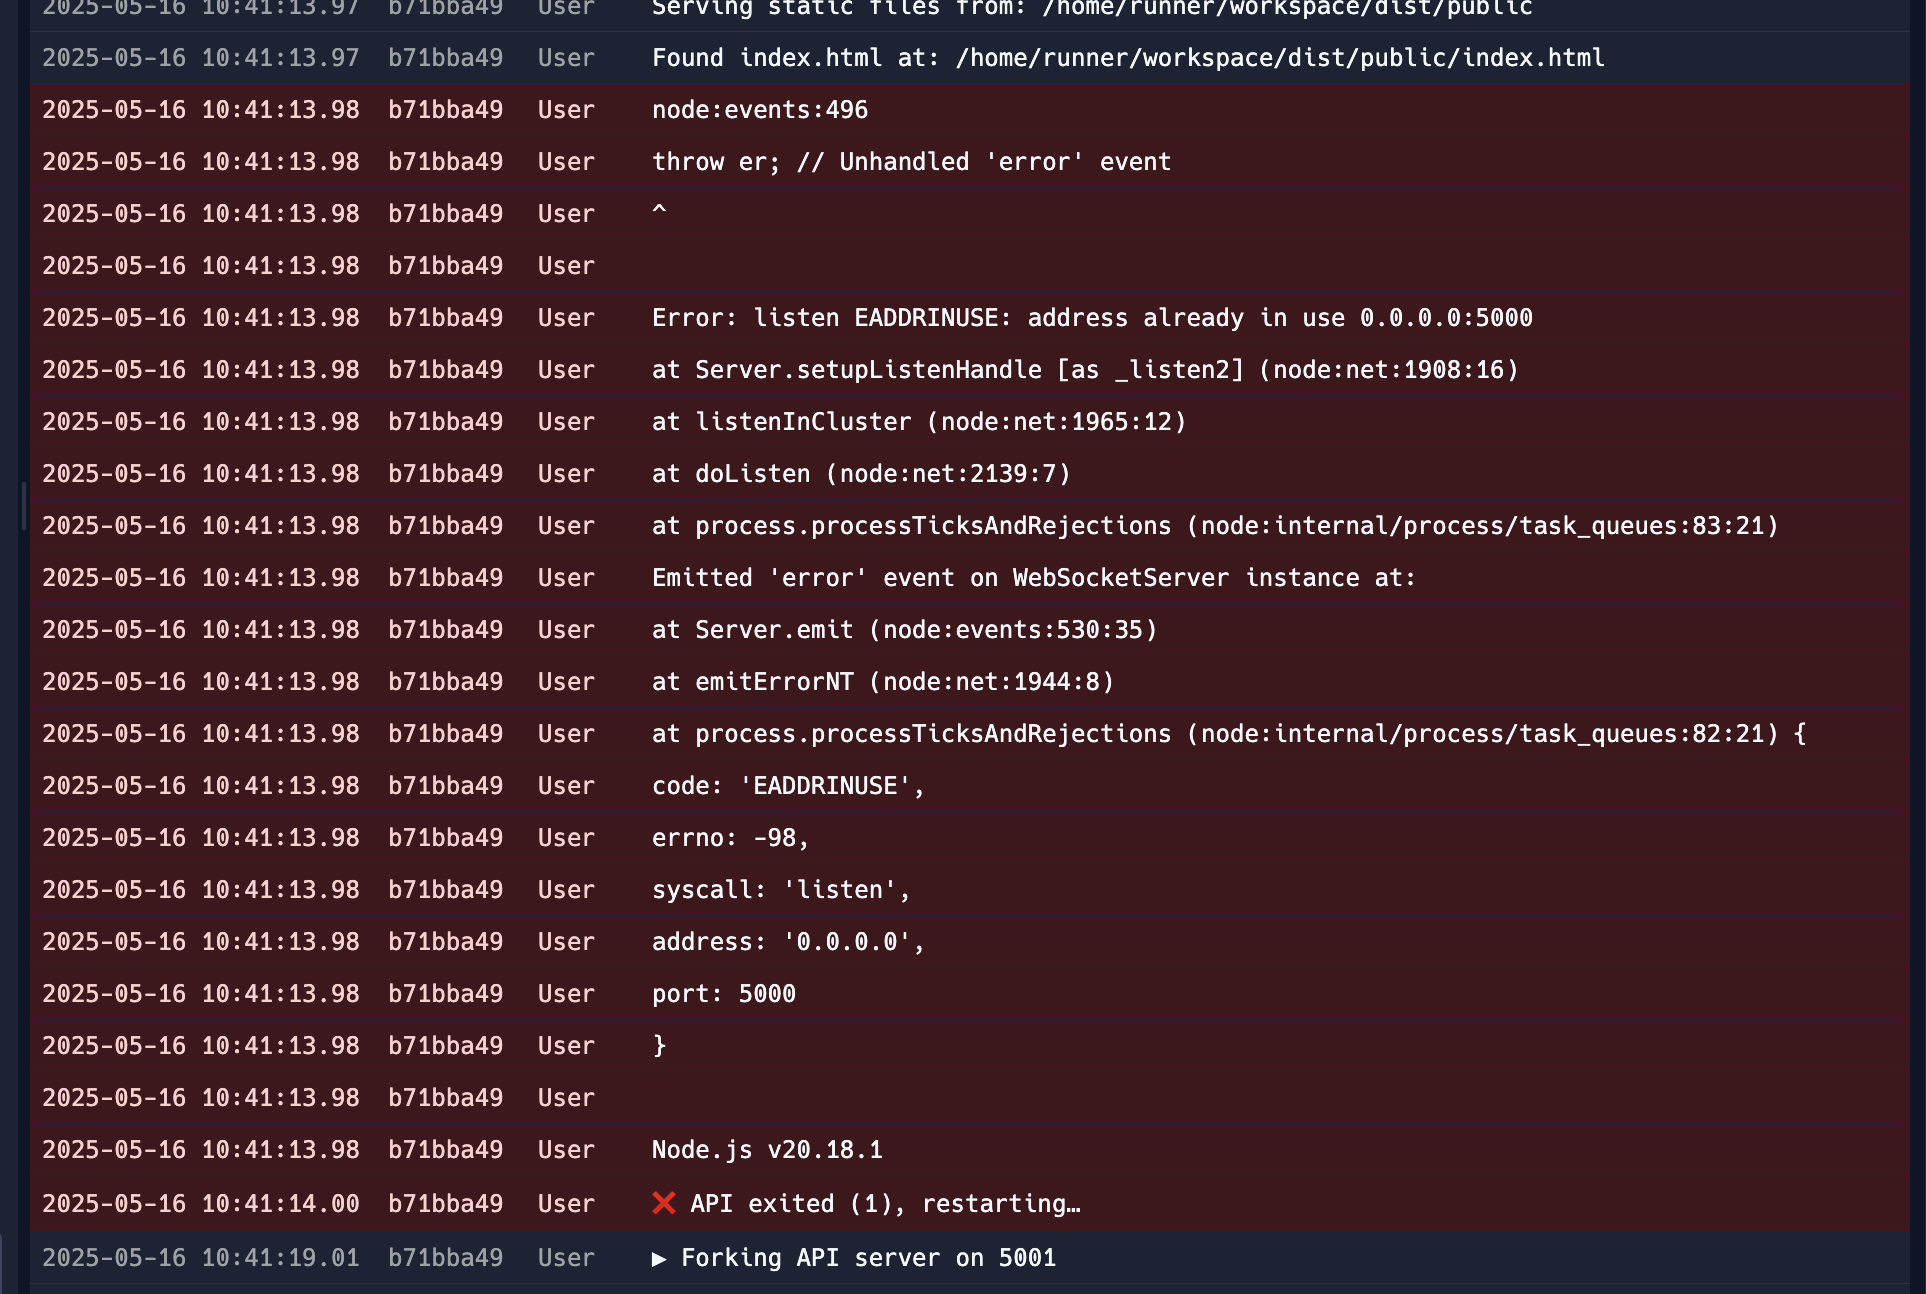 2025-05-16 10:41:13.97 b71bba49 User Serving static files from: /home/runner/workspace/dist/public
2025-05-16 10:41:13.97 b71bba49 User Found index.html at: /home/runner/workspace/dist/public/index.html
2025-05-16 10:41:13.98 b71bba49 User node:events:496
2025-05-16 10:41:13.98 b71bba49 User throw er; // Unhandled 'error' event
2025-05-16 10:41:13.98 b71bba49 User ^
2025-05-16 10:41:13.98 b71bba49 User
2025-05-16 10:41:13.98 b71bba49 User Error: listen EADDRINUSE: address already in use 0.0.0.0:5000
2025-05-16 10:41:13.98 b71bba49 User at Server.setupListenHandle [as _listen2] (node:net:1908:16)
2025-05-16 10:41:13.98 b71bba49 User at listenInCluster (node:net:1965:12)
2025-05-16 10:41:13.98 b71bba49 User at doListen (node:net:2139:7)
2025-05-16 10:41:13.98 b71bba49 User at process.processTicksAndRejections (node:internal/process/task_queues:83:21)
2025-05-16 10:41:13.98 b71bba49 User Emitted 'error' event on WebSocketServer instance at:
2025-05-16 10:41:13.98 b71bba49 User at Server.emit (node:events:530:35)
2025-05-16 10:41:13.98 b71bba49 User at emitErrorNT (node:net:1944:8)
2025-05-16 10:41:13.98 b71bba49 User at process.processTicksAndRejections (node:internal/process/task_queues:82:21) {
2025-05-16 10:41:13.98 b71bba49 User code: 'EADDRINUSE',
2025-05-16 10:41:13.98 b71bba49 User errno: -98,
2025-05-16 10:41:13.98 b71bba49 User syscall: 'listen',
2025-05-16 10:41:13.98 b71bba49 User address: '0.0.0.0',
2025-05-16 10:41:13.98 b71bba49 User port: 5000
2025-05-16 10:41:13.98 b71bba49 User }
2025-05-16 10:41:13.98 b71bba49 User
2025-05-16 10:41:13.98 b71bba49 User Node.js v20.18.1
2025-05-16 10:41:14.00 b71bba49 User ❌ API exited (1), restarting…
2025-05-16 10:41:19.01 b71bba49 User ▶ Forking API server on 5001